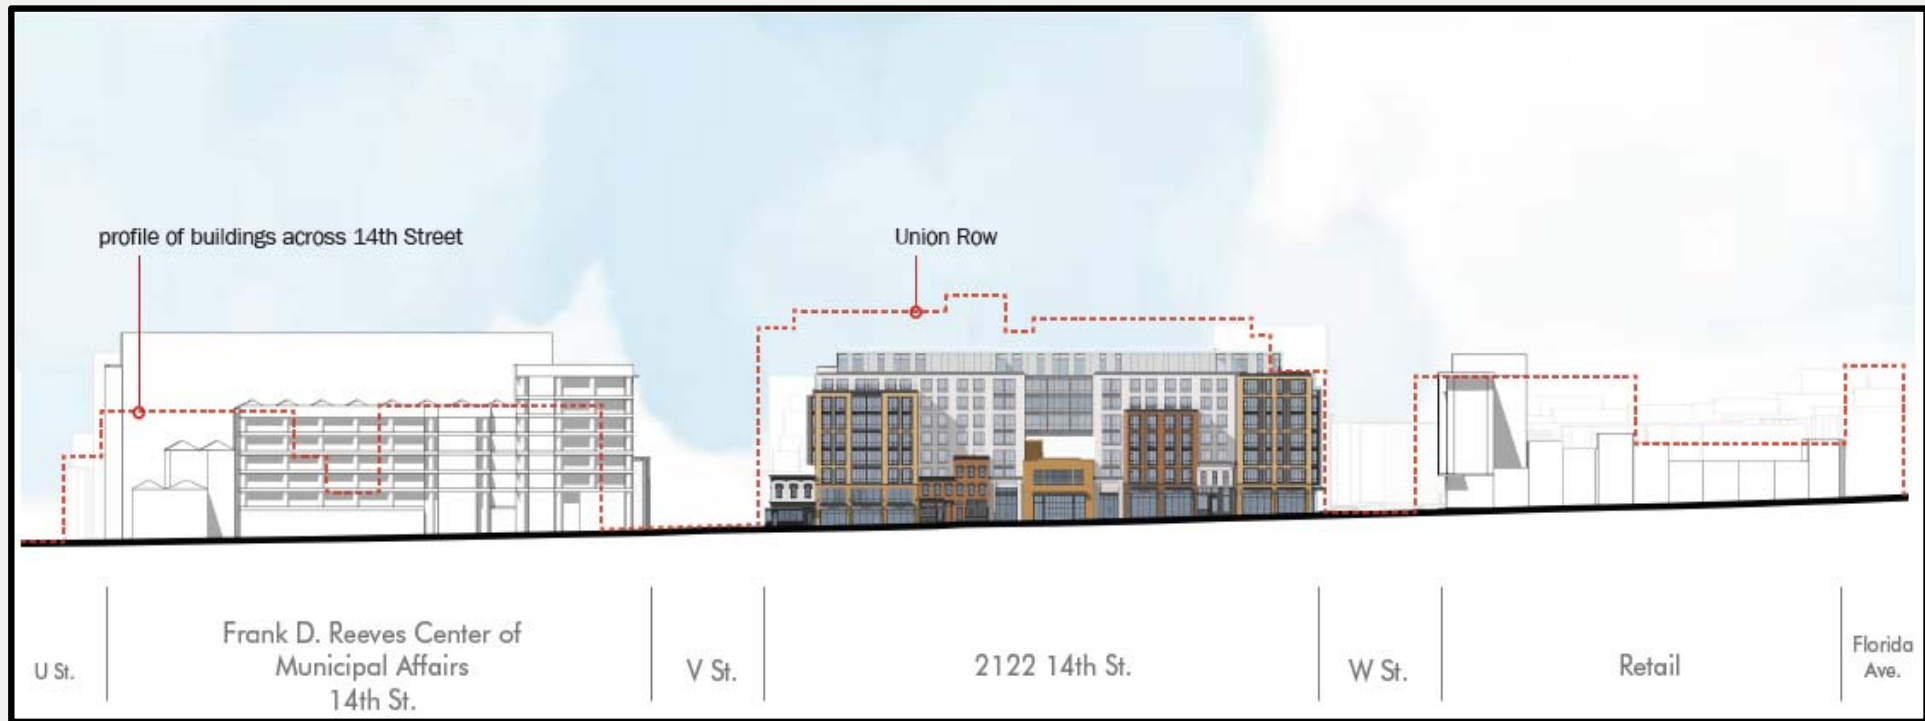 profile of buildings across 14th Street
Union Row
U St.
Frank D. Reeves Center of
Municipal Affairs
14th St.
V St.
2122 14th St.
W St.
Retail
Florida
Ave.